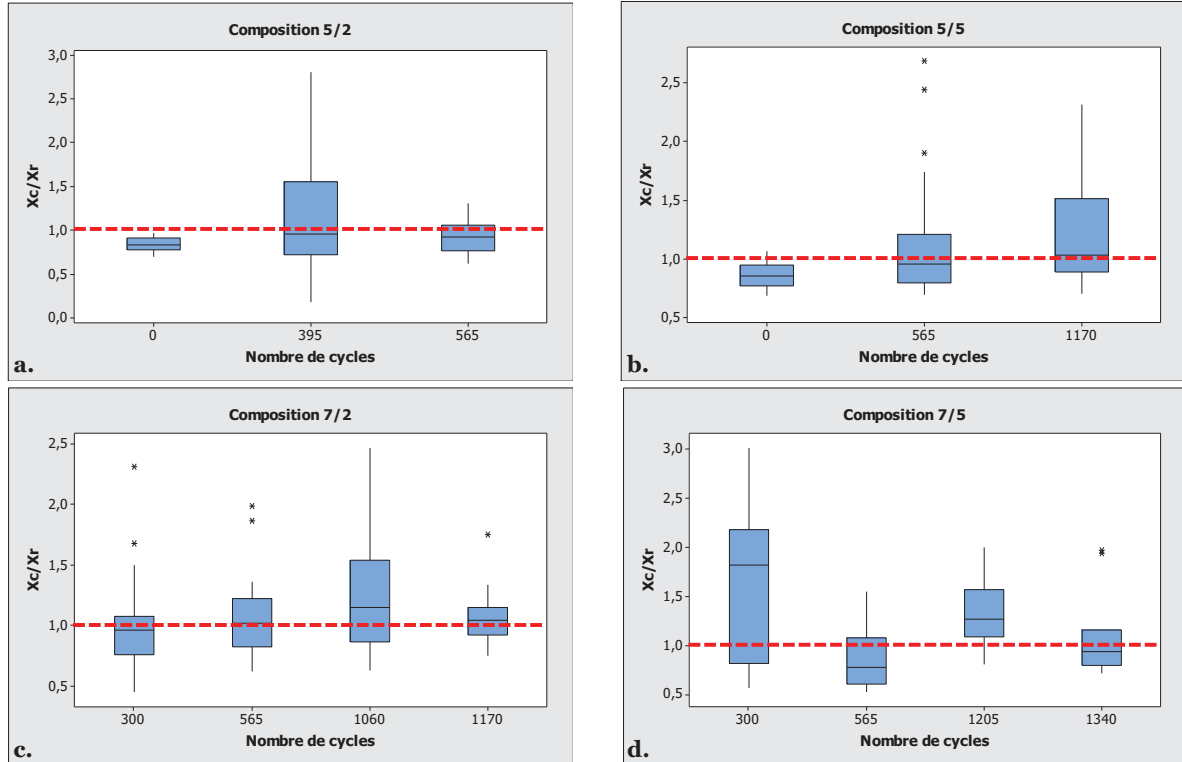 Composition 5/2
Xc/Xr
3,0
2,5
2,0
1,5
1,0
0,5
0,0
0 395 565
Nombre de cycles
a.
Composition 5/5
Xc/Xr
2,5
2,0
1,5
1,0
0,5
0 565 1170
Nombre de cycles
b.
Composition 7/2
Xc/Xr
2,5
2,0
1,5
1,0
0,5
300 565 1060 1170
Nombre de cycles
c.
Composition 7/5
Xc/Xr
3,0
2,5
2,0
1,5
1,0
0,5
300 565 1205 1340
Nombre de cycles
d.